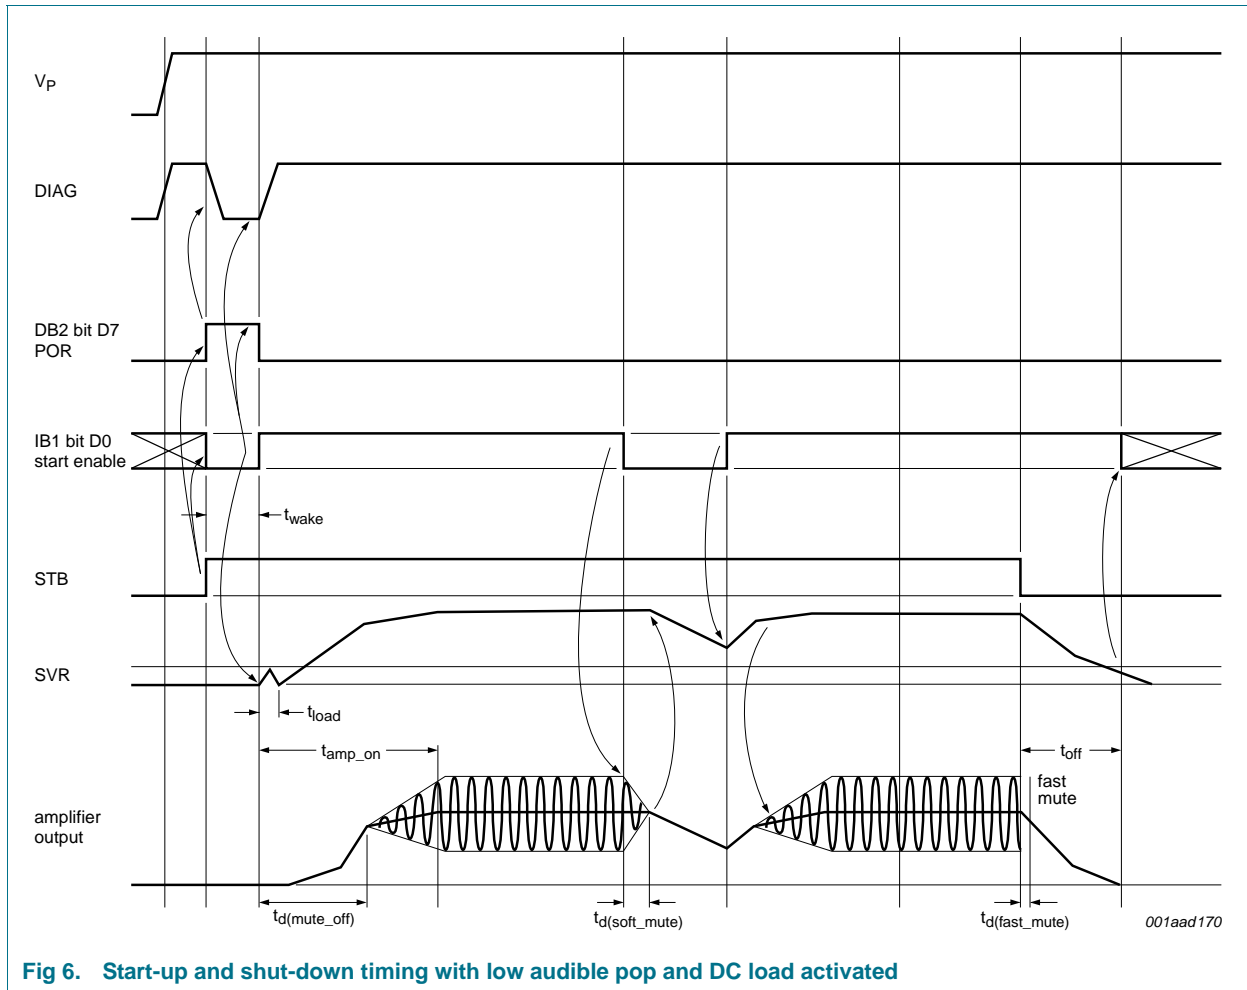 VP
DIAG
DB2 bit D7
POR
IB1 bit D0
start enable
twake
STB
SVR
tload
tamp_on
toff
fast
mute
amplifier
output
td(mute_off)
td(soft_mute)
td(fast_mute)
001aad170
Fig 6. Start-up and shut-down timing with low audible pop and DC load activated